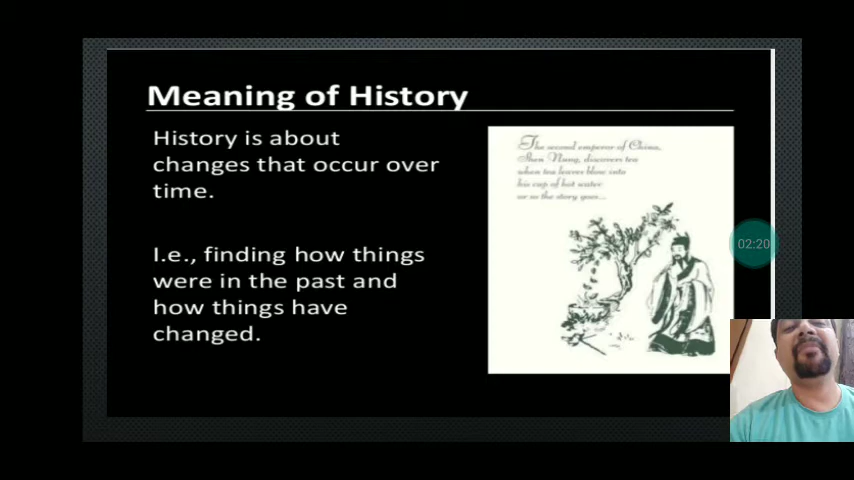 Meaning of History
History is about
changes that occur over
time.
I.e., finding how things
were in the past and
how things have
changed.
The second emperor of China,
Shen Nung, discovers tea
when tea leaves blow into
his cup of hot water
or so the story goes...
02:20